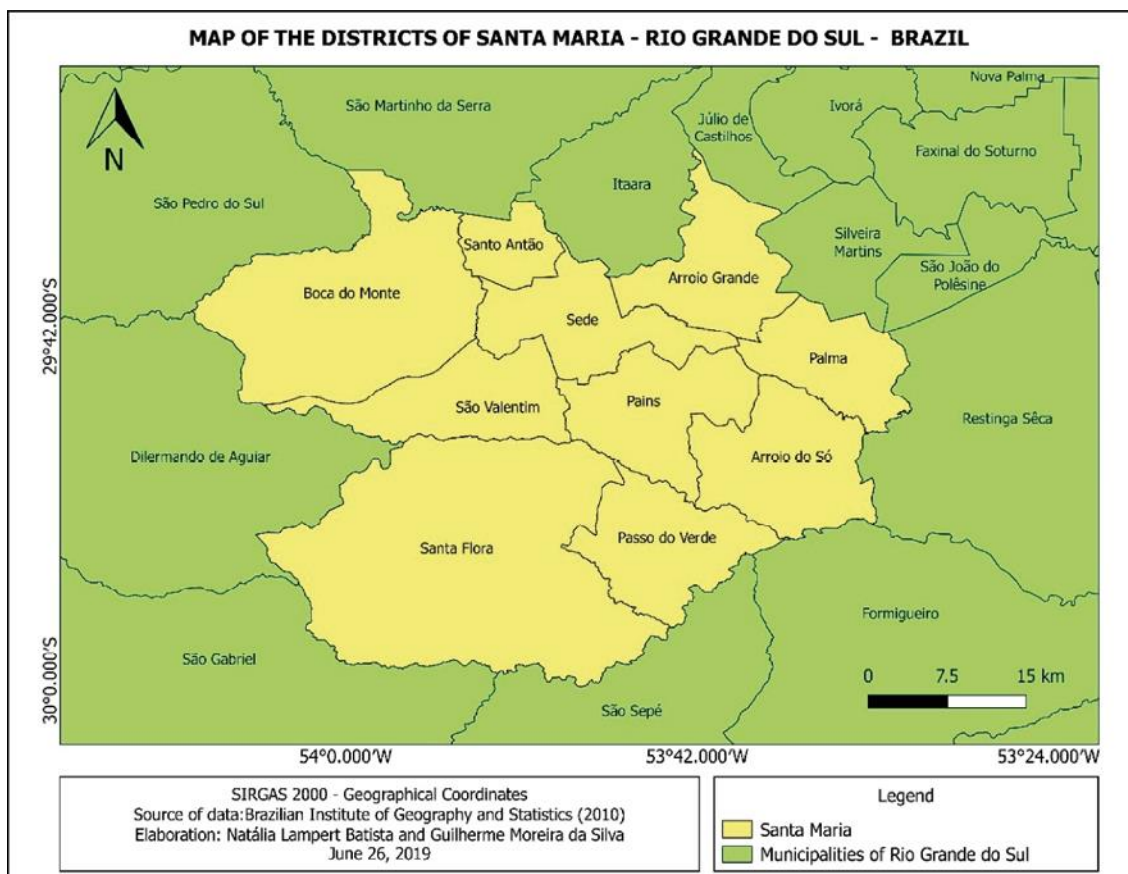 MAP OF THE DISTRICTS OF SANTA MARIA - RIO GRANDE DO SUL - BRAZIL
N
São Martinho da Serra
Nova Palma
Júlio de
Castilhos
Ivorá
Faxinal do Soturno
Itaara
São Pedro do Sul
Santo Antão
Silveira
Martins
São João do
Polêsine
Arroio Grande
Boca do Monte
Sede
Palma
São Valentim
Pains
Restinga Sêca
Dilermando de Aguiar
Arroio do Só
Passo do Verde
Santa Flora
Formigueiro
São Gabriel
São Sepé
0 7.5 15 km
29°42.000'S
30°0.000'S
54°0.000'W
53°42.000'W
53°24.000'W
SIRGAS 2000 - Geographical Coordinates
Source of data:Brazilian Institute of Geography and Statistics (2010)
Elaboration: Natália Lampert Batista and Guilherme Moreira da Silva
June 26, 2019
Legend
Santa Maria
Municipalities of Rio Grande do Sul